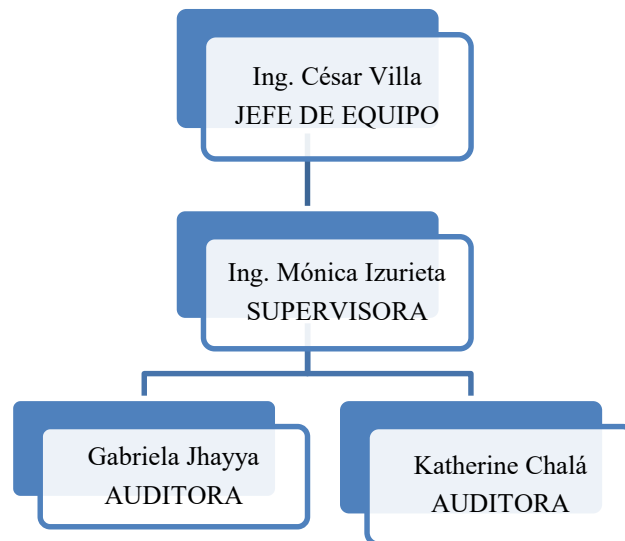 Ing. César Villa
JEFE DE EQUIPO
Ing. Mónica Izurieta
SUPERVISORA
Gabriela Jhayya
AUDITORA
Katherine Chalá
AUDITORA